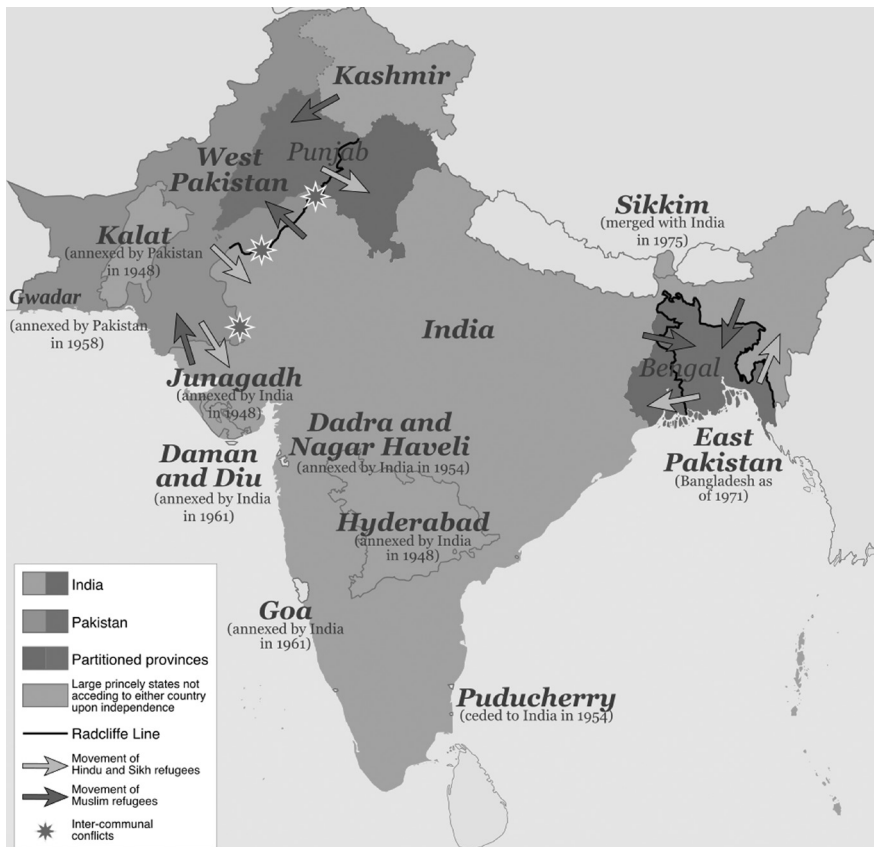 Kashmir
Punjab
West
Pakistan
Sikkim
(merged with India
in 1975)
Kalat
(annexed by Pakistan
in 1948)
Gwadar
(annexed by Pakistan
in 1958)
India
Bengal
Junagadh
(annexed by India
in 1948)
Dadra and
Nagar Haveli
(annexed by India in 1954)
East
Pakistan
(Bangladesh as
of 1971)
Daman
and Diu
(annexed by India
in 1961)
Hyderabad
(annexed by India
in 1948)
Goa
(annexed by India
in 1961)
Puducherry
(ceded to India in 1954)
India
Pakistan
Partitioned provinces
Large princely states not
acceding to either country
upon independence
Radcliffe Line
Movement of
Hindu and Sikh refugees
Movement of
Muslim refugees
Inter-communal
conflicts